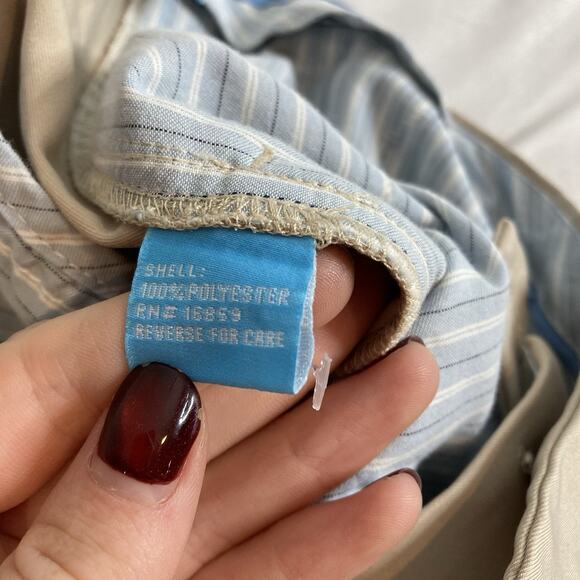 SHELL:
100% POLYESTER
RN# 16859
REVERSE FOR CARE